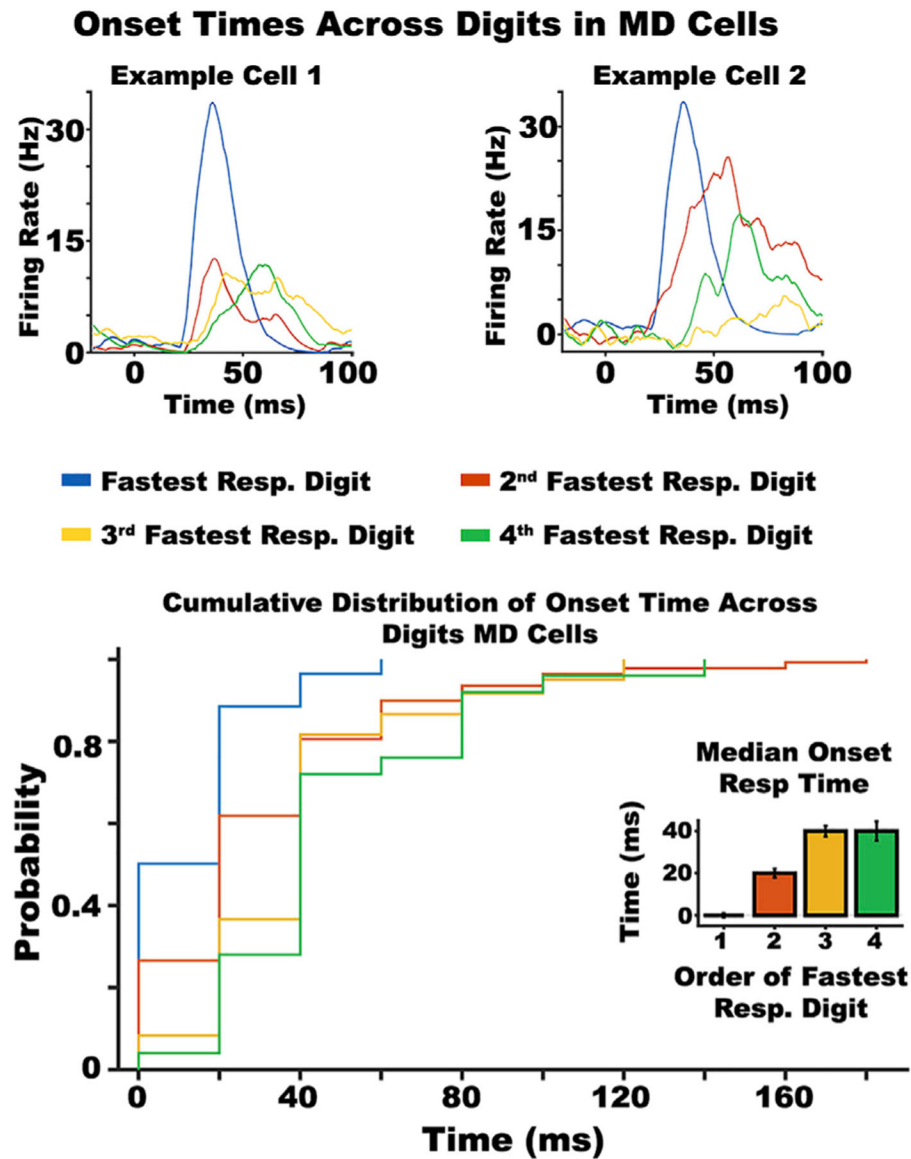 Onset Times Across Digits in MD Cells
Example Cell 1
Firing Rate (Hz)
30
15
0
0 50 100
Time (ms)
Example Cell 2
Firing Rate (Hz)
30
15
0
0 50 100
Time (ms)
Fastest Resp. Digit
2nd Fastest Resp. Digit
3rd Fastest Resp. Digit
4th Fastest Resp. Digit
Cumulative Distribution of Onset Time Across
Digits MD Cells
Probability
0.8
0.4
0
0 40 80 120 160
Time (ms)
Median Onset
Resp Time
Time (ms)
40
20
0
1 2 3 4
Order of Fastest
Resp. Digit